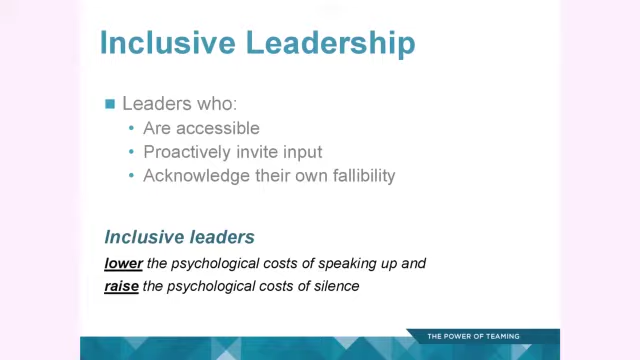 Inclusive Leadership
Leaders who:
Are accessible
Proactively invite input
Acknowledge their own fallibility
Inclusive leaders
lower the psychological costs of speaking up and
raise the psychological costs of silence
THE POWER OF TEAMING